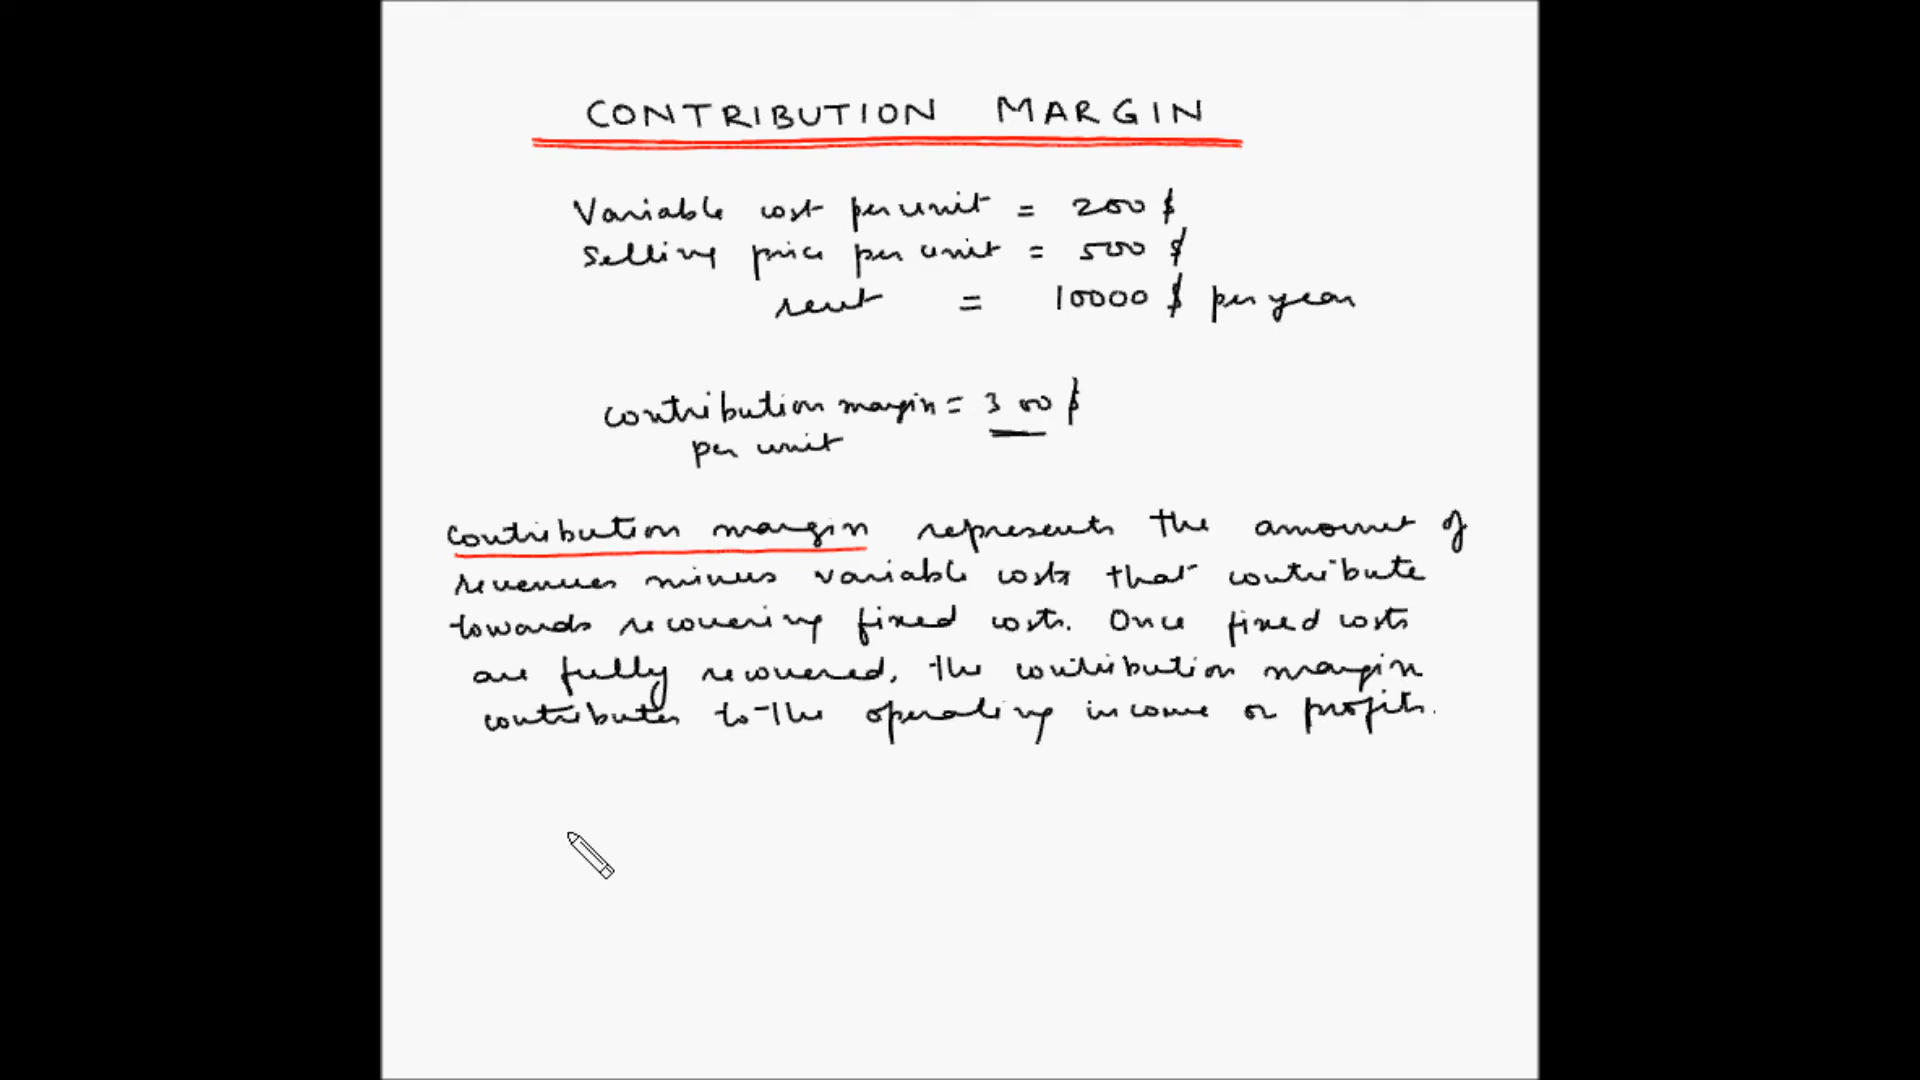 CONTRIBUTION MARGIN
Variable cost per unit = 200 $
Selling price per unit = 500 $
rent = 10000 $ per year
contribution margin = 300 $
per unit
Contribution margin represents the amount of
revenues minus variable costs that contribute
towards recovering fixed costs. Once fixed costs
are fully recovered, the contribution margin
contributes to the operating income or profits.